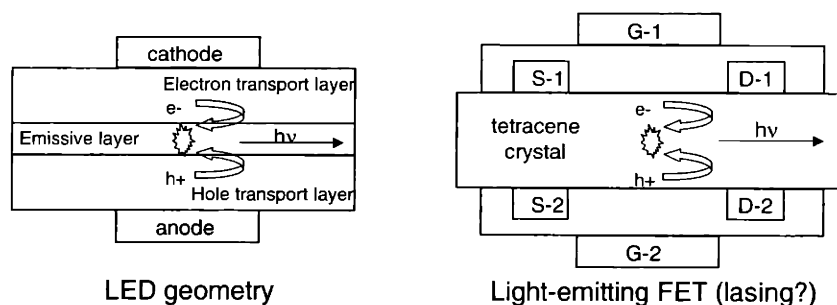 cathode
Electron transport layer
e-
Emissive layer
hν
h+
Hole transport layer
anode
LED geometry
G-1
S-1
D-1
e-
tetracene
crystal
hν
h+
S-2
D-2
G-2
Light-emitting FET (lasing?)